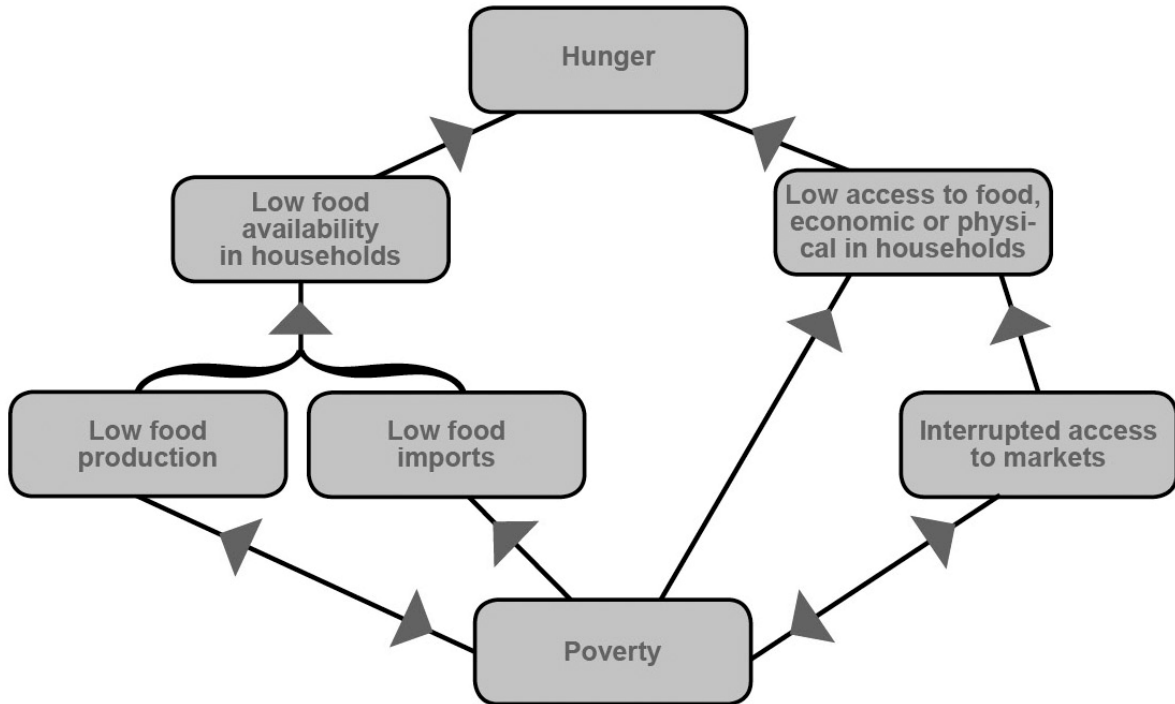 Hunger
Low food
availability
in households
Low access to food,
economic or physi-
cal in households
Low food
production
Low food
imports
Interrupted access
to markets
Poverty